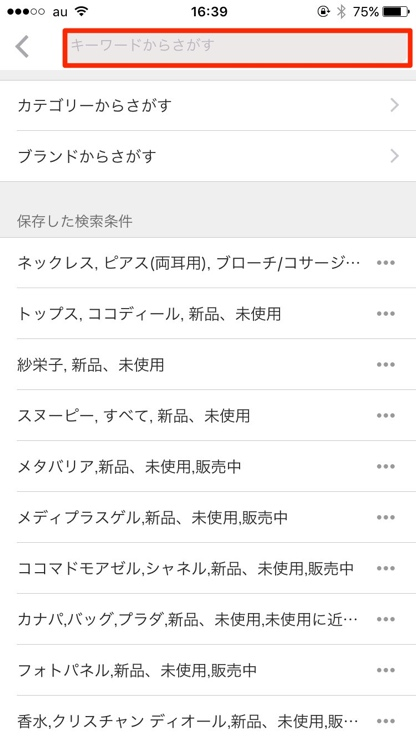 au 16:39 75%
キーワードからさがす
カテゴリーからさがす
ブランドからさがす
保存した検索条件
ネックレス, ピアス(両耳用), ブローチ/コサージ…
トップス, ココディール, 新品、未使用
紗栄子, 新品、未使用
スヌーピー, すべて, 新品、未使用
メタバリア,新品、未使用,販売中
メディプラスゲル,新品、未使用,販売中
ココマドモアゼル,シャネル,新品、未使用,販売中
カナパ,バッグ,プラダ,新品、未使用,未使用に近…
フォトパネル,新品、未使用,販売中
香水,クリスチャン ディオール,新品、未使用,販…